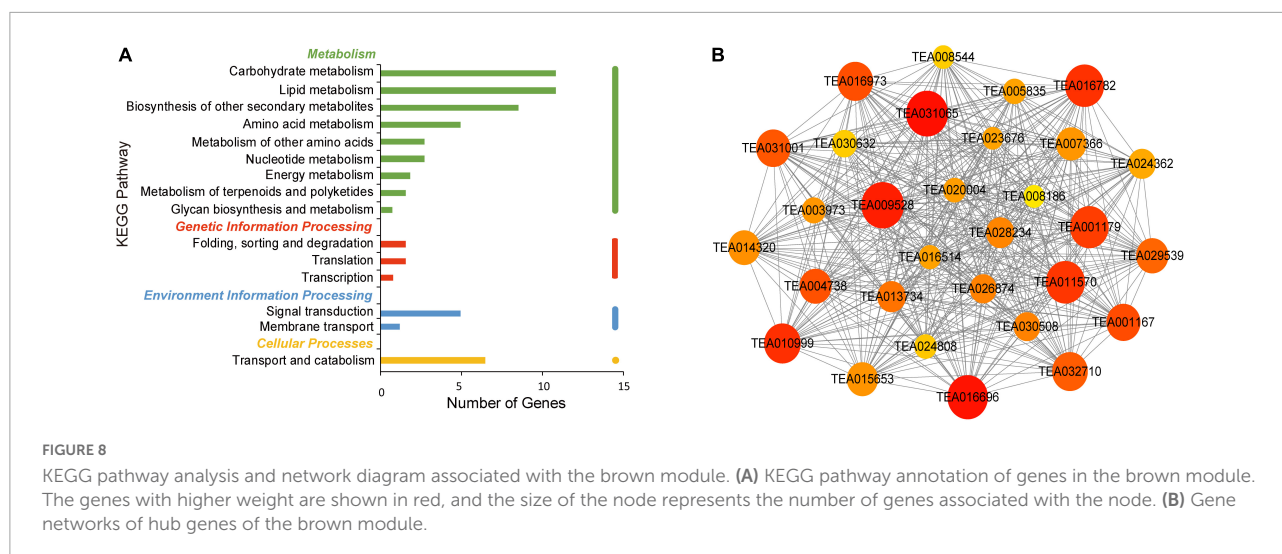 A
Metabolism
Carbohydrate metabolism
Lipid metabolism
Biosynthesis of other secondary metabolites
Amino acid metabolism
Metabolism of other amino acids
Nucleotide metabolism
Energy metabolism
Metabolism of terpenoids and polyketides
Glycan biosynthesis and metabolism
Genetic Information Processing
Folding, sorting and degradation
Translation
Transcription
Environment Information Processing
Signal transduction
Membrane transport
Cellular Processes
Transport and catabolism
KEGG Pathway
0 5 10 15
Number of Genes
B
TEA008544
TEA016973
TEA005835
TEA016782
TEA031065
TEA031001
TEA030632
TEA023676
TEA007366
TEA024362
TEA020004
TEA008186
TEA003973
TEA009528
TEA001179
TEA028234
TEA014320
TEA016514
TEA029539
TEA004738
TEA013734
TEA026874
TEA011570
TEA010999
TEA030508
TEA001167
TEA024808
TEA015653
TEA032710
TEA016696
FIGURE 8
KEGG pathway analysis and network diagram associated with the brown module. (A) KEGG pathway annotation of genes in the brown module.
The genes with higher weight are shown in red, and the size of the node represents the number of genes associated with the node. (B) Gene
networks of hub genes of the brown module.